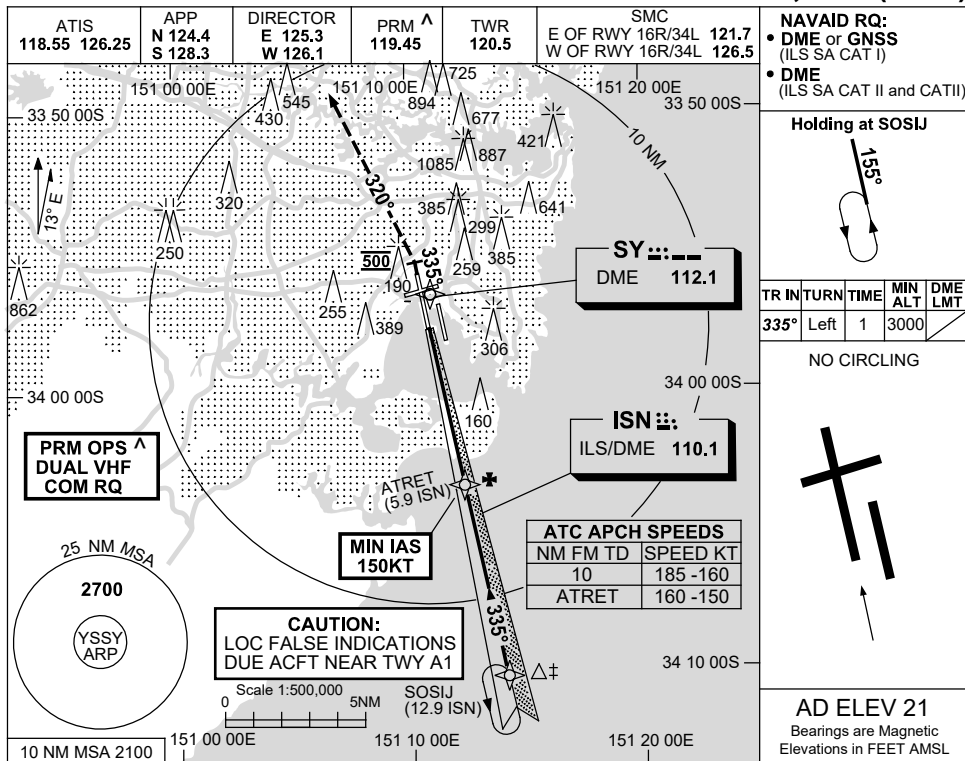 ATIS
118.55 126.25
APP
N 124.4
S 128.3
DIRECTOR
E 125.3
W 126.1
PRM ^
119.45
TWR
120.5
SMC
E OF RWY 16R/34L 121.7
W OF RWY 16R/34L 126.5
NAVAID RQ:
• DME or GNSS
(ILS SA CAT I)
• DME
(ILS SA CAT II and CATII)
151 00 00E
151 10 00E
151 20 00E
33 50 00S
33 50 00S
545
430
725
894
677
421
1085
887
10 NM
13° E
320
320°
385
299
641
385
250
500
190
335°
259
862
255
389
306
SY
DME 112.1
Holding at SOSIJ
155°
TR IN TURN TIME MIN ALT DME LMT
335° Left 1 3000
NO CIRCLING
34 00 00S
34 00 00S
160
ISN
ILS/DME 110.1
PRM OPS ^
DUAL VHF
COM RQ
ATRET
(5.9 ISN)
MIN IAS
150KT
ATC APCH SPEEDS
NM FM TD SPEED KT
10 185 -160
ATRET 160 -150
25 NM MSA
2700
YSSY
ARP
CAUTION:
LOC FALSE INDICATIONS
DUE ACFT NEAR TWY A1
335°
34 10 00S
‡
Scale 1:500,000
0 5NM
SOSIJ
(12.9 ISN)
10 NM MSA 2100
151 00 00E
151 10 00E
151 20 00E
AD ELEV 21
Bearings are Magnetic
Elevations in FEET AMSL